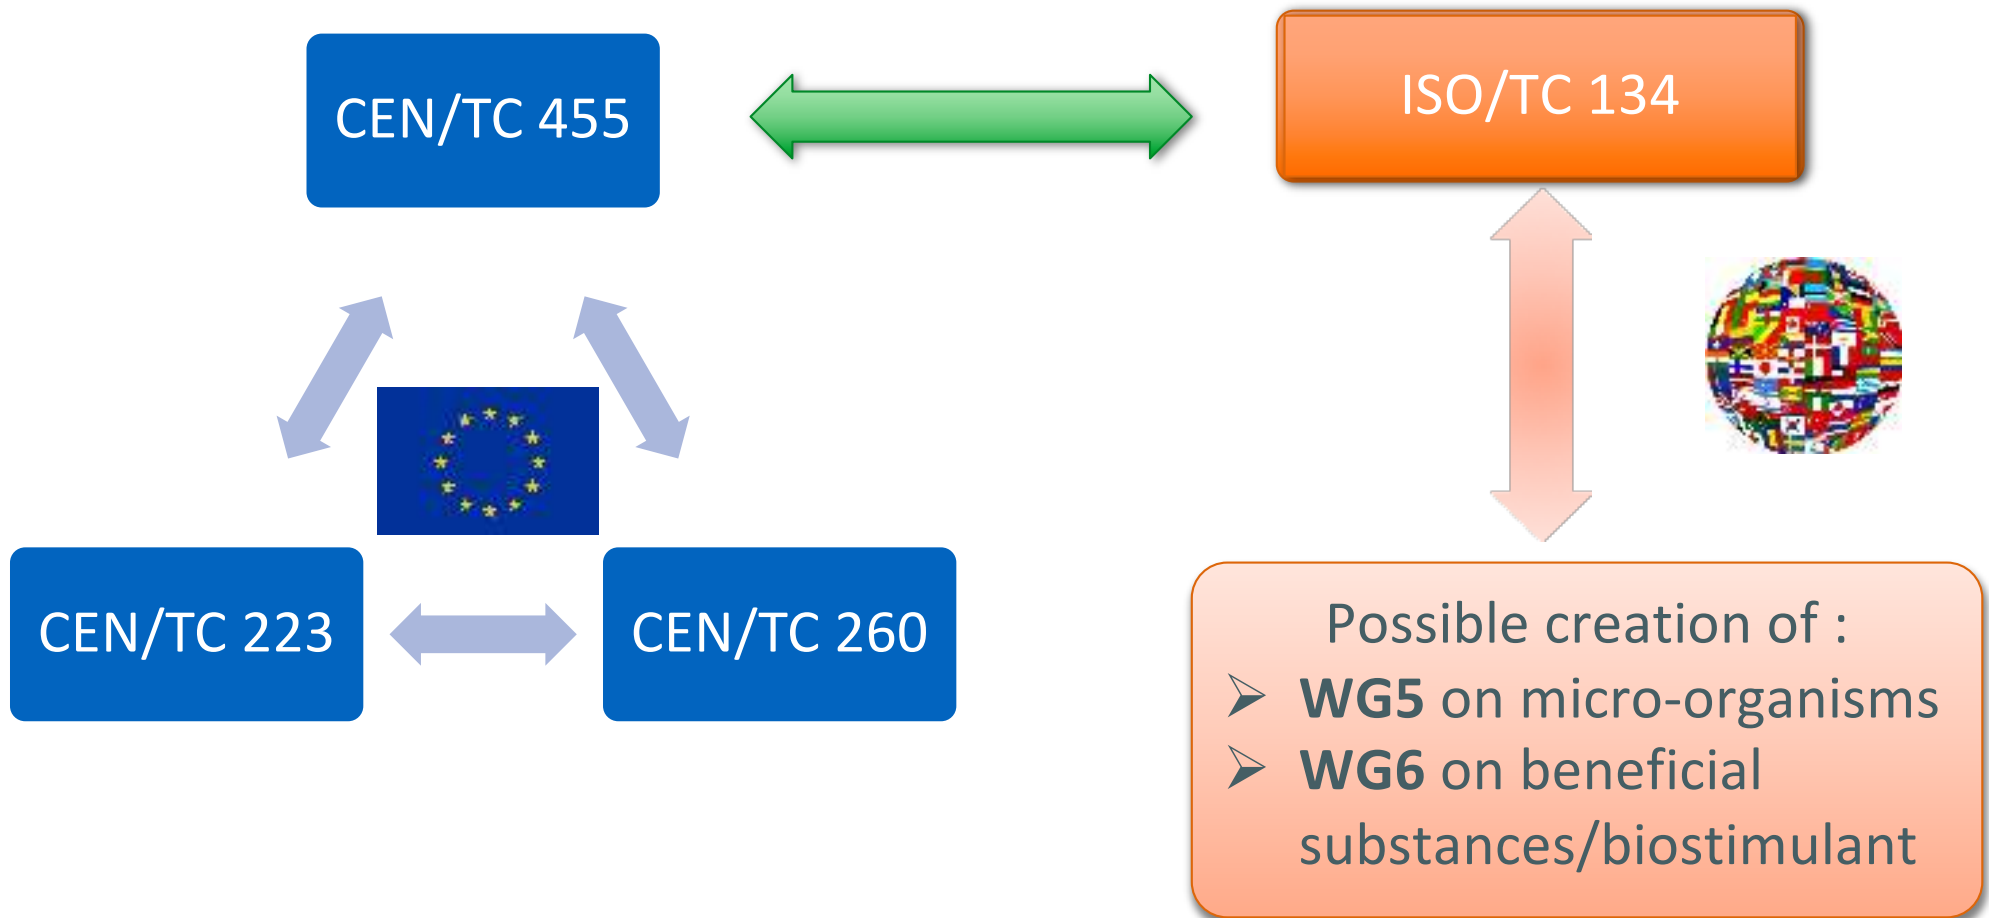 CEN/TC 455
ISO/TC 134
CEN/TC 223
CEN/TC 260
Possible creation of :
➢ WG5 on micro-organisms
➢ WG6 on beneficial
substances/biostimulant